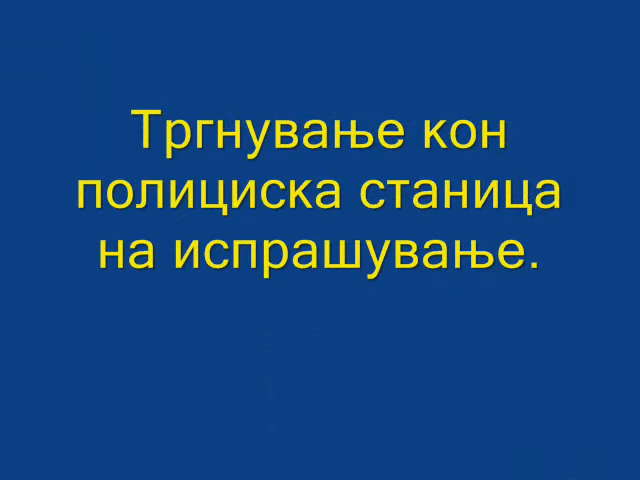 Тргнување кон
полициска станица
на испрашување.